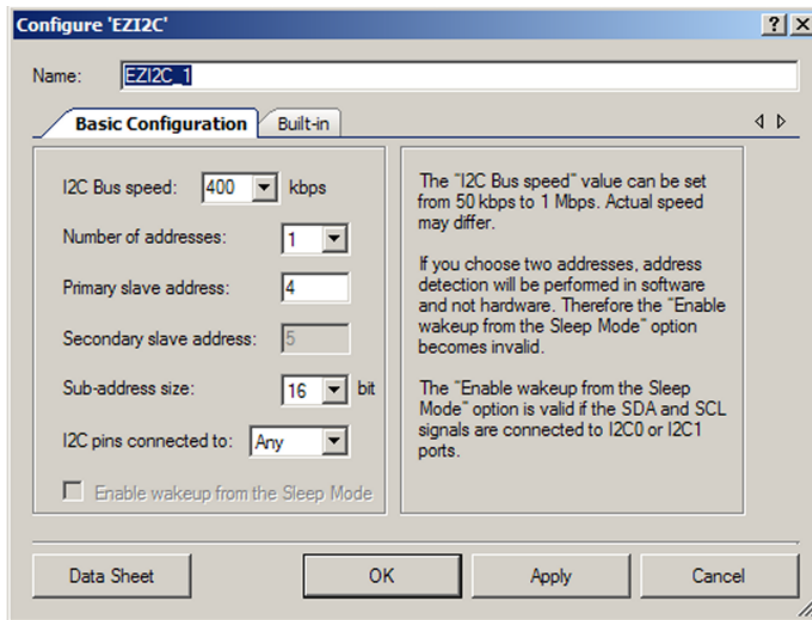 Configure 'EZI2C'
Name: EZI2C_1
Basic Configuration Built-in
I2C Bus speed: 400 kbps
Number of addresses: 1
Primary slave address: 4
Secondary slave address: 5
Sub-address size: 16 bit
I2C pins connected to: Any
Enable wakeup from the Sleep Mode
The "I2C Bus speed" value can be set
from 50 kbps to 1 Mbps. Actual speed
may differ.
If you choose two addresses, address
detection will be performed in software
and not hardware. Therefore the "Enable
wakeup from the Sleep Mode" option
becomes invalid.
The "Enable wakeup from the Sleep
Mode" option is valid if the SDA and SCL
signals are connected to I2C0 or I2C1
ports.
Data Sheet OK Apply Cancel